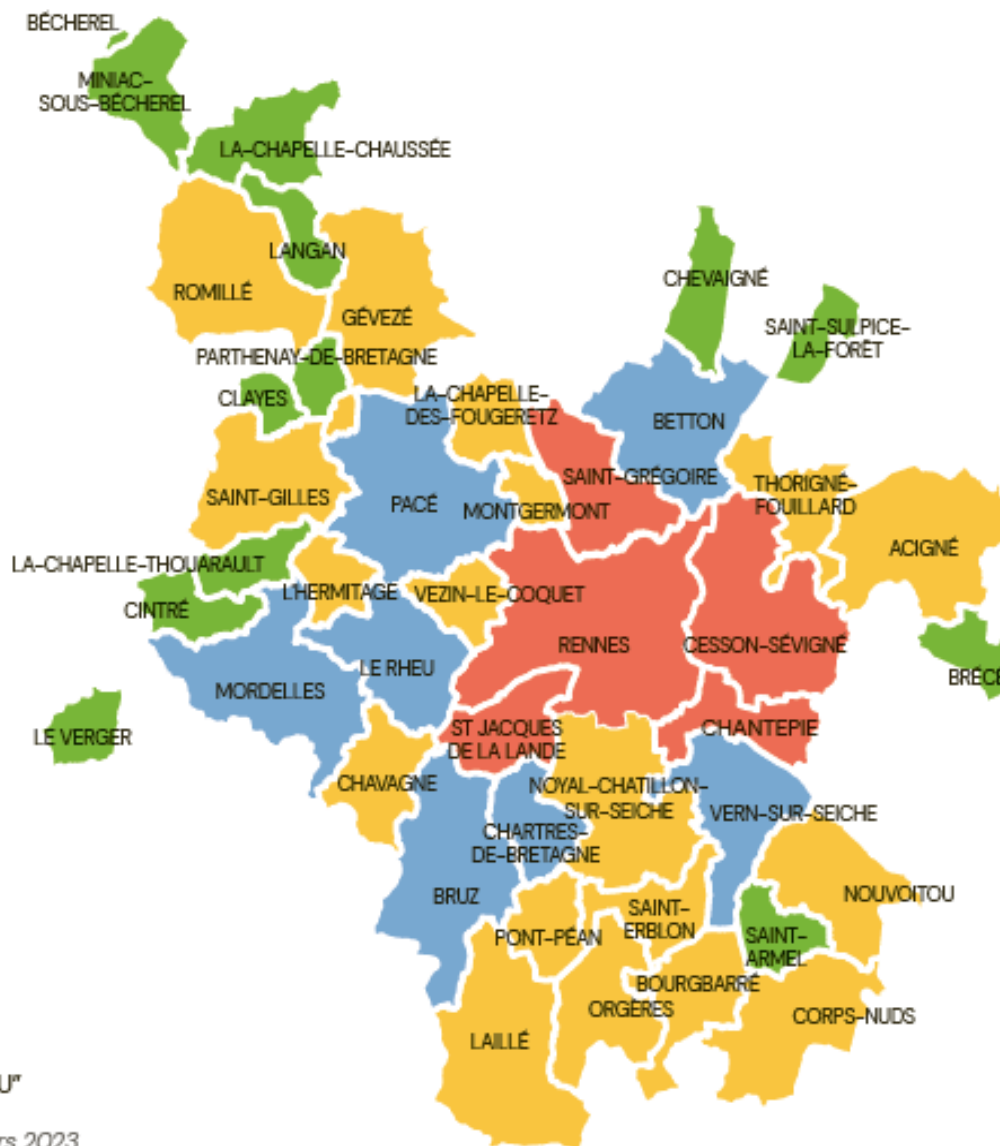 BÉCHEREL
MINIAC-
SOUS-BÉCHEREL
LA-CHAPELLE-CHAUSSÉE
LANGAN
ROMILLÉ
GÉVEZÉ
CHEVAIGNÉ
SAINT-SULPICE-
LA-FORÊT
PARTHENAY-DE-BRETAGNE
CLAYES
LA-CHAPELLE-
DES-FOUGERETZ
BETTON
SAINT-GRÉGOIRE
SAINT-GILLES
PACÉ
MONTGERMONT
THORIGNÉ-
FOUILLARD
ACIGNÉ
LA-CHAPELLE-THOUARAULT
L'HERMITAGE
VEZIN-LE-COQUET
CINTRÉ
RENNES
CESSON-SÉVIGNÉ
LE RHEU
BRÉCÉ
MORDELLES
LE VERGER
ST JACQUES
DE LA LANDE
CHANTEPIE
CHAVAGNE
NOYAL-CHATILLON-
SUR-SEICHE
VERN-SUR-SEICHE
CHARTRES-
DE-BRETAGNE
BRUZ
NOUVOITOU
PONT-PÉAN
SAINT-
ERBLON
SAINT-
ARMEL
BOURGBARRÉ
ORGÈRES
CORPS-NUDS
LAILLÉ
U"
rs 2023